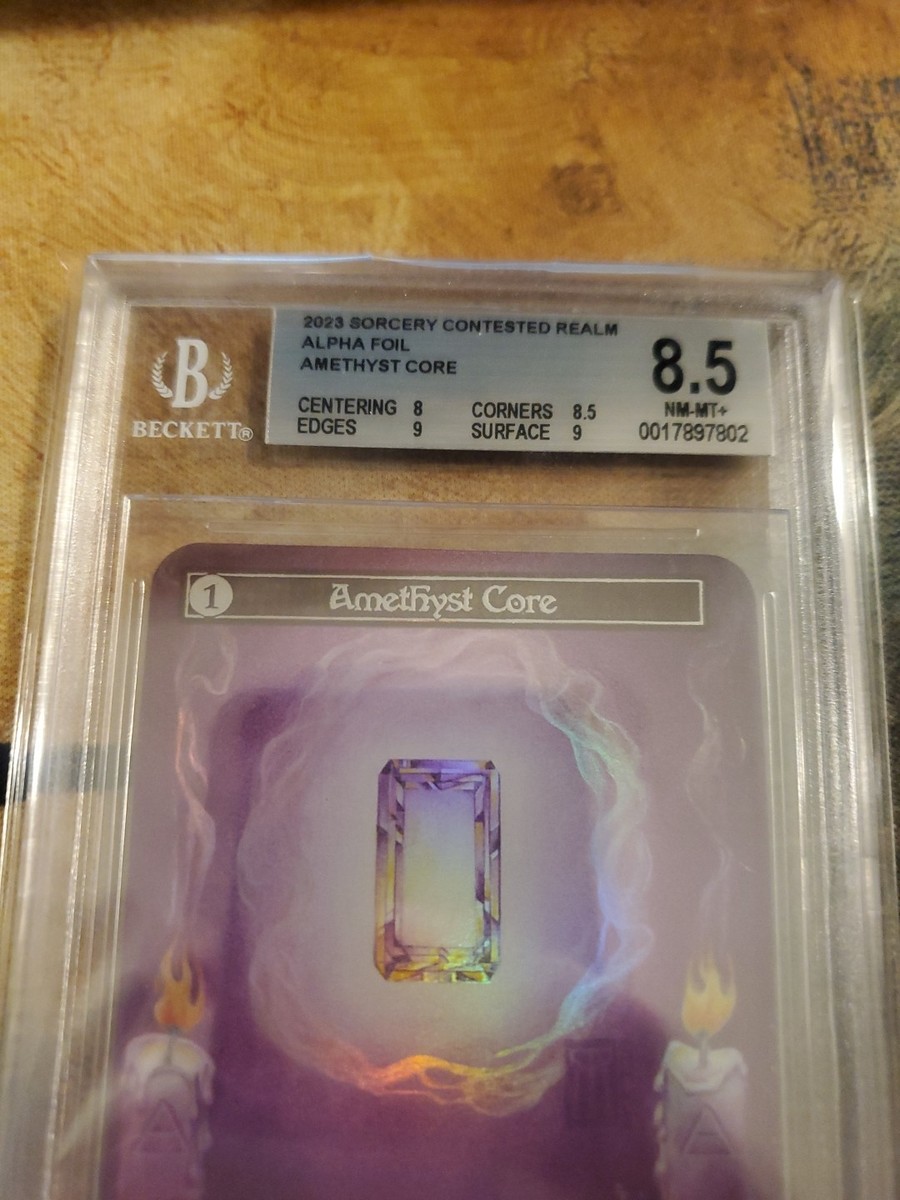 2023 SORCERY CONTESTED REALM
ALPHA FOIL
AMETHYST CORE
8.5
CENTERING 8 CORNERS 8.5
NM-MT+
EDGES 9 SURFACE 9
0017897802
B
BECKETT®
1 Amethyst Core
A A